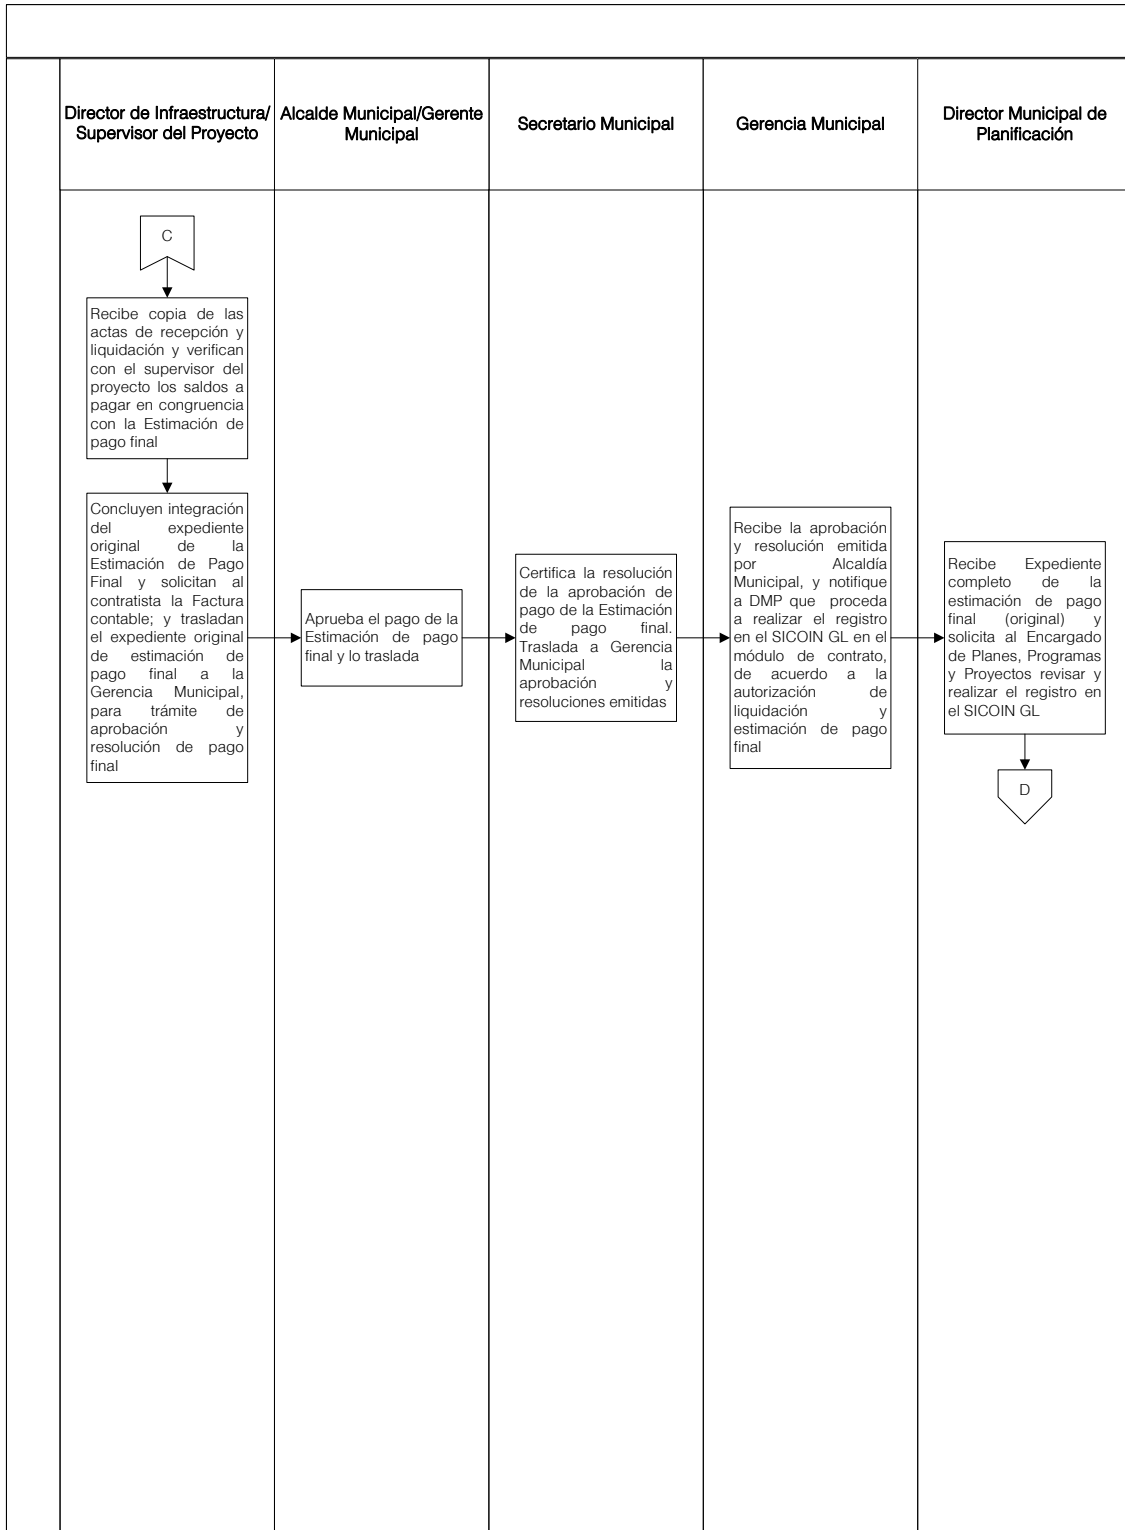 Director de Infraestructura/
Supervisor del Proyecto
Alcalde Municipal/Gerente
Municipal
Secretario Municipal
Gerencia Municipal
Director Municipal de
Planificación
C
Recibe copia de las
actas de recepción y
liquidación y verifican
con el supervisor del
proyecto los saldos a
pagar en congruencia
con la Estimación de
pago final
Concluyen integración
del expediente
original de la
Estimación de Pago
Final y solicitan al
contratista la Factura
contable; y trasladan
el expediente original
de estimación de
pago final a la
Gerencia Municipal,
para trámite de
aprobación y
resolución de pago
final
Aprueba el pago de la
Estimación de pago
final y lo traslada
Certifica la resolución
de la aprobación de
pago de la Estimación
de pago final.
Traslada a Gerencia
Municipal la
aprobación y
resoluciones emitidas
Recibe la aprobación
y resolución emitida
por Alcaldía
Municipal, y notifique
a DMP que proceda
a realizar el registro
en el SICOIN GL en el
módulo de contrato,
de acuerdo a la
autorización de
liquidación y
estimación de pago
final
Recibe Expediente
completo de la
estimación de pago
final (original) y
solicita al Encargado
de Planes, Programas
y Proyectos revisar y
realizar el registro en
el SICOIN GL
D